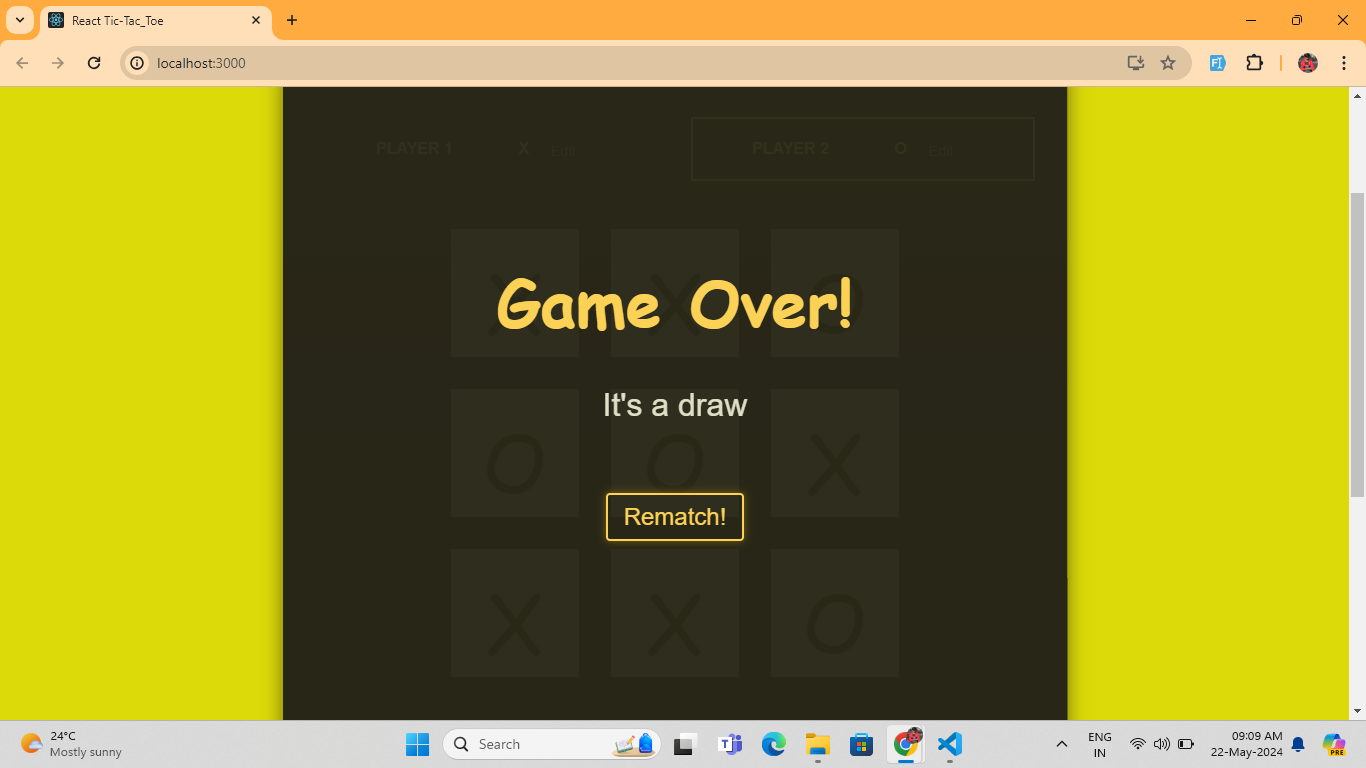 React Tic-Tac_Toe
localhost:3000
PLAYER 1 X Edit
PLAYER 2 O Edit
X X O
Game Over!
It's a draw
O O X
Rematch!
X X O
24°C
Mostly sunny
Search
ENG
IN
09:09 AM
22-May-2024
PRE